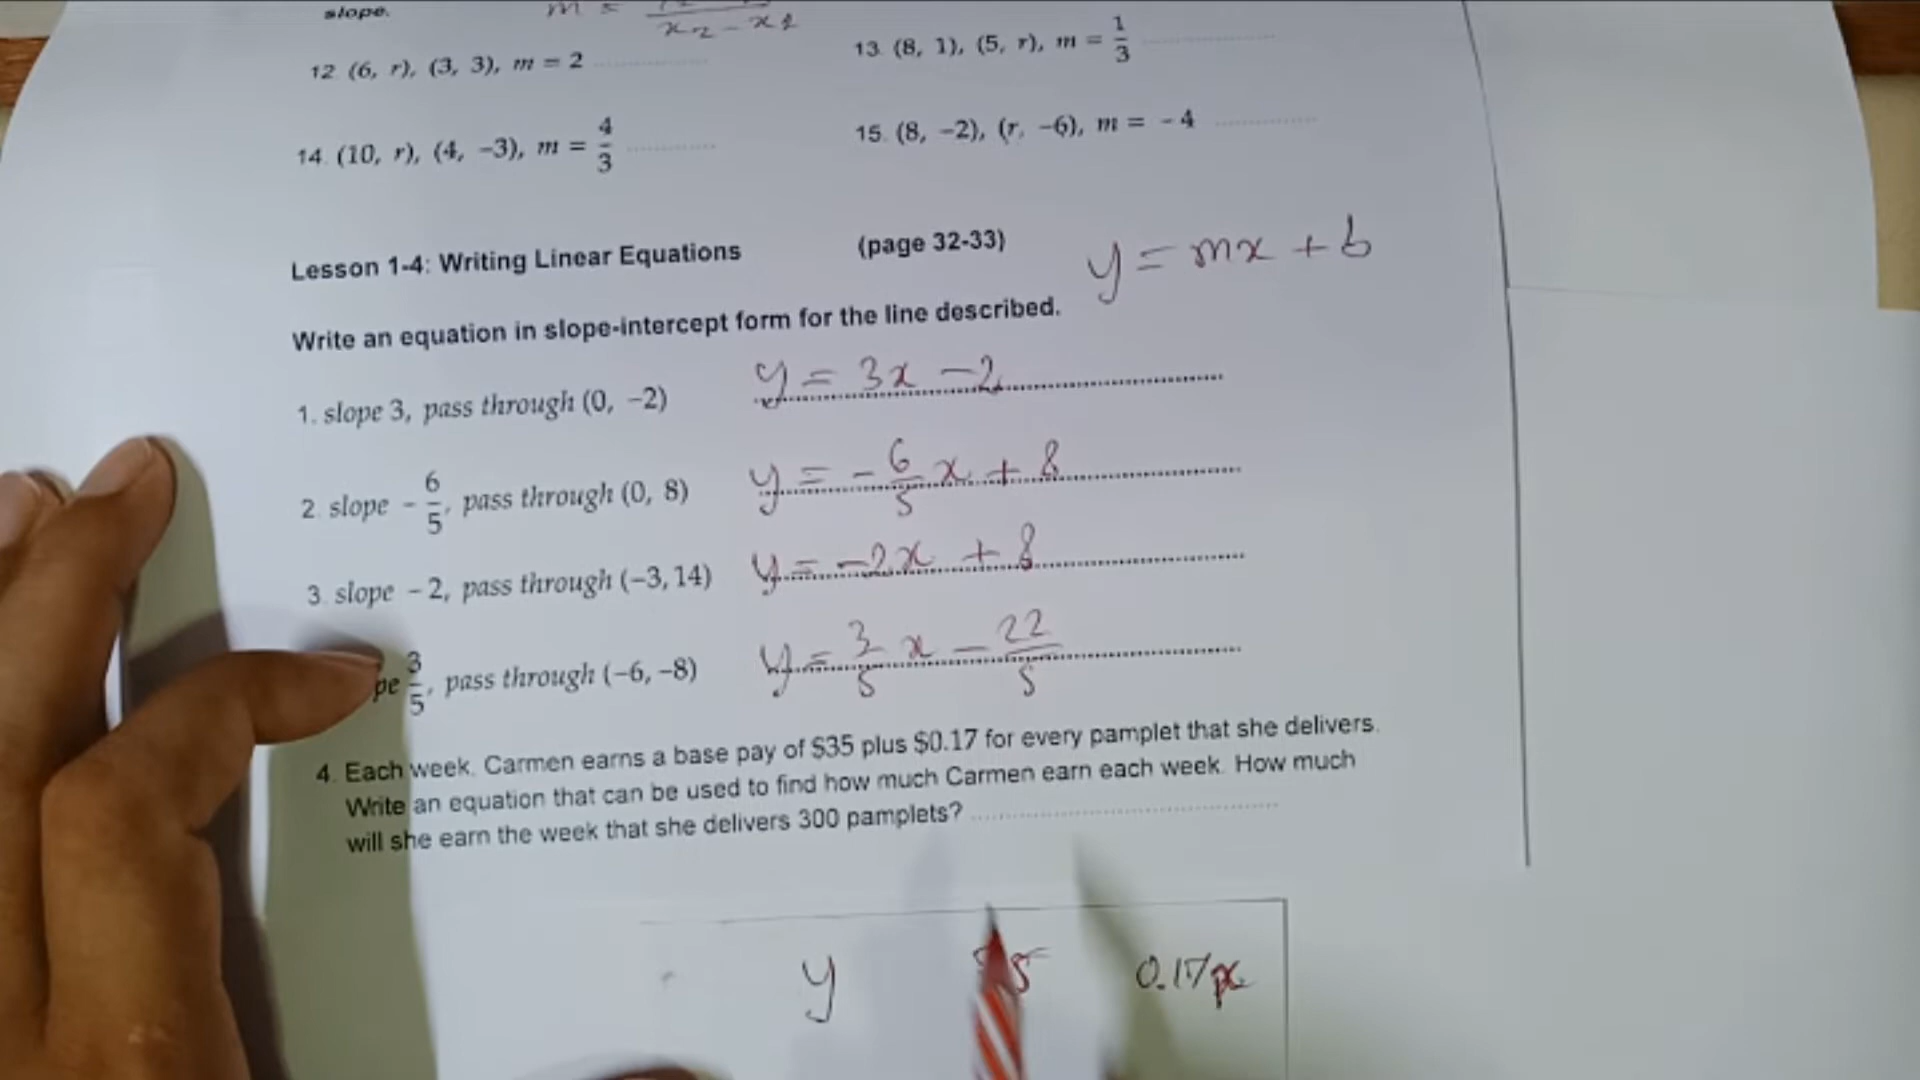 slope.
m =
x2 - x1
12. (6, r), (3, 3), m = 2
13. (8, 1), (5, r), m = 1/3
14. (10, r), (4, -3), m = 4/3
15. (8, -2), (r, -6), m = -4
Lesson 1-4: Writing Linear Equations (page 32-33)
y = mx + b
Write an equation in slope-intercept form for the line described.
1. slope 3, pass through (0, -2) y = 3x - 2
2. slope - 6/5, pass through (0, 8) y = - 6/5 x + 8
3. slope - 2, pass through (-3, 14) y = -2x + 8
pe 3/5, pass through (-6, -8) y = 3/5 x - 22/5
4. Each week, Carmen earns a base pay of $35 plus $0.17 for every pamplet that she delivers.
Write an equation that can be used to find how much Carmen earn each week. How much
will she earn the week that she delivers 300 pamplets?
y 5 0.17x